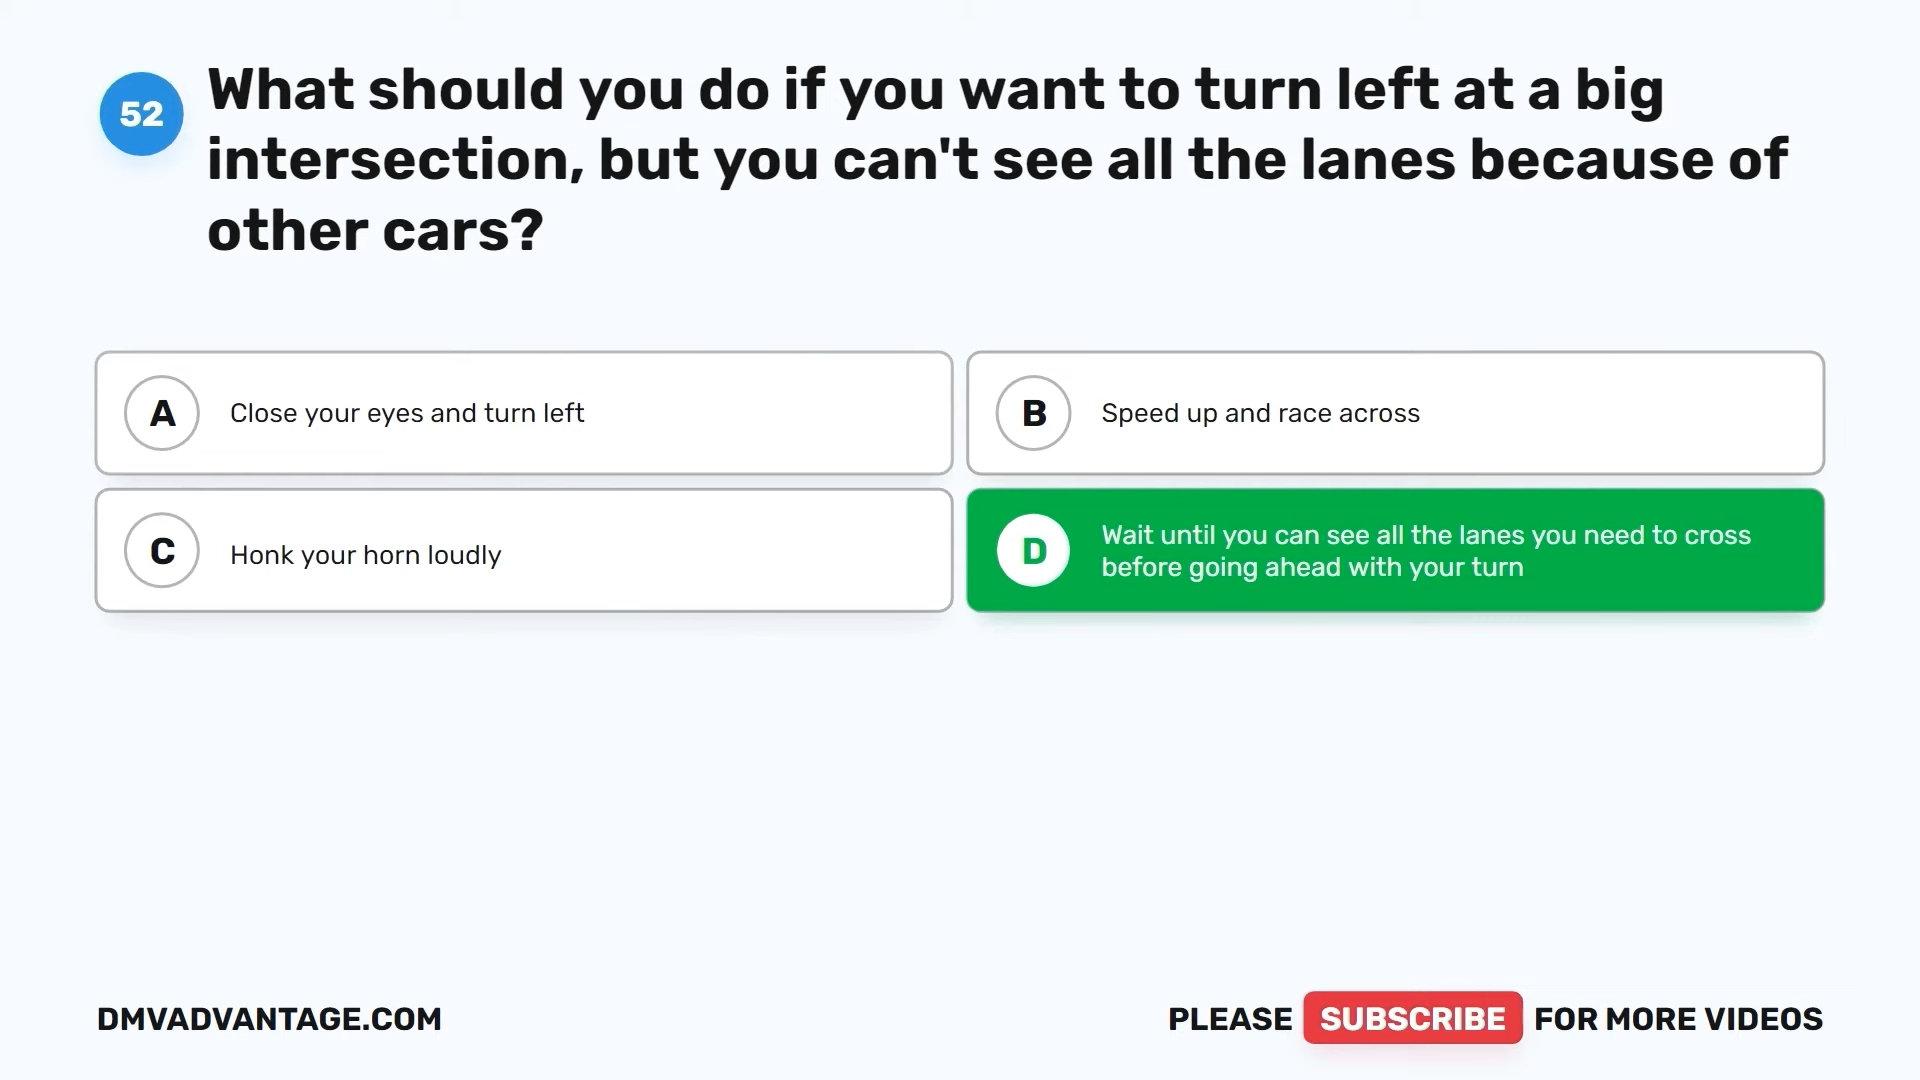 52
What should you do if you want to turn left at a big
intersection, but you can't see all the lanes because of
other cars?
A
Close your eyes and turn left
B
Speed up and race across
C
Honk your horn loudly
D
Wait until you can see all the lanes you need to cross
before going ahead with your turn
DMVADVANTAGE.COM
PLEASE SUBSCRIBE FOR MORE VIDEOS